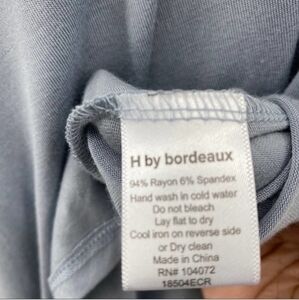 H by bordeaux
94% Rayon 6% Spandex
Hand wash in cold water
Do not bleach
Lay flat to dry
Cool iron on reverse side
or Dry clean
Made in China
RN# 104072
18504ECR